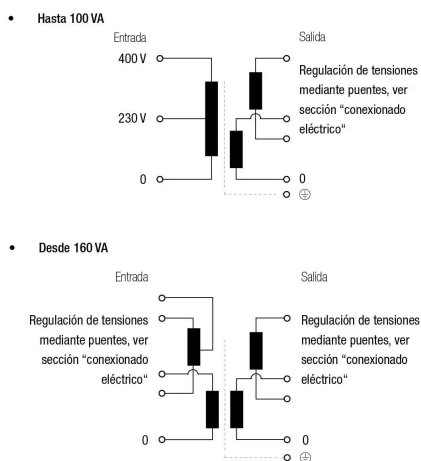 • Hasta 100 VA
Entrada
Salida
400 V
230 V
0
Regulación de tensiones
mediante puentes, ver
sección “conexionado
eléctrico“
0
• Desde 160 VA
Entrada
Salida
Regulación de tensiones
mediante puentes, ver
sección “conexionado
eléctrico“
0
Regulación de tensiones
mediante puentes, ver
sección “conexionado
eléctrico“
0